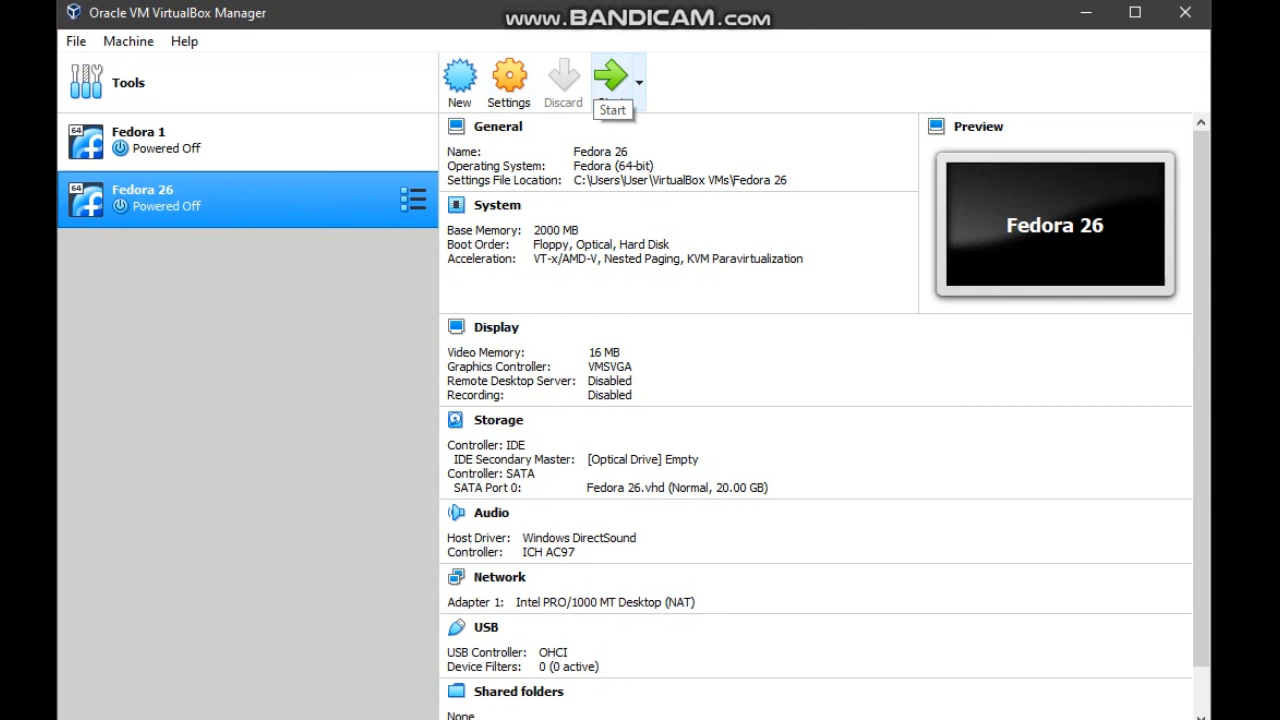 Oracle VM VirtualBox Manager
www.BANDICAM.com
File Machine Help
Tools
New Settings Discard
Start
64
Fedora 1
Powered Off
64
Fedora 26
Powered Off
General
Name: Fedora 26
Operating System: Fedora (64-bit)
Settings File Location: C:\Users\User\VirtualBox VMs\Fedora 26
Preview
Fedora 26
System
Base Memory: 2000 MB
Boot Order: Floppy, Optical, Hard Disk
Acceleration: VT-x/AMD-V, Nested Paging, KVM Paravirtualization
Display
Video Memory: 16 MB
Graphics Controller: VMSVGA
Remote Desktop Server: Disabled
Recording: Disabled
Storage
Controller: IDE
IDE Secondary Master: [Optical Drive] Empty
Controller: SATA
SATA Port 0: Fedora 26.vhd (Normal, 20.00 GB)
Audio
Host Driver: Windows DirectSound
Controller: ICH AC97
Network
Adapter 1: Intel PRO/1000 MT Desktop (NAT)
USB
USB Controller: OHCI
Device Filters: 0 (0 active)
Shared folders
None